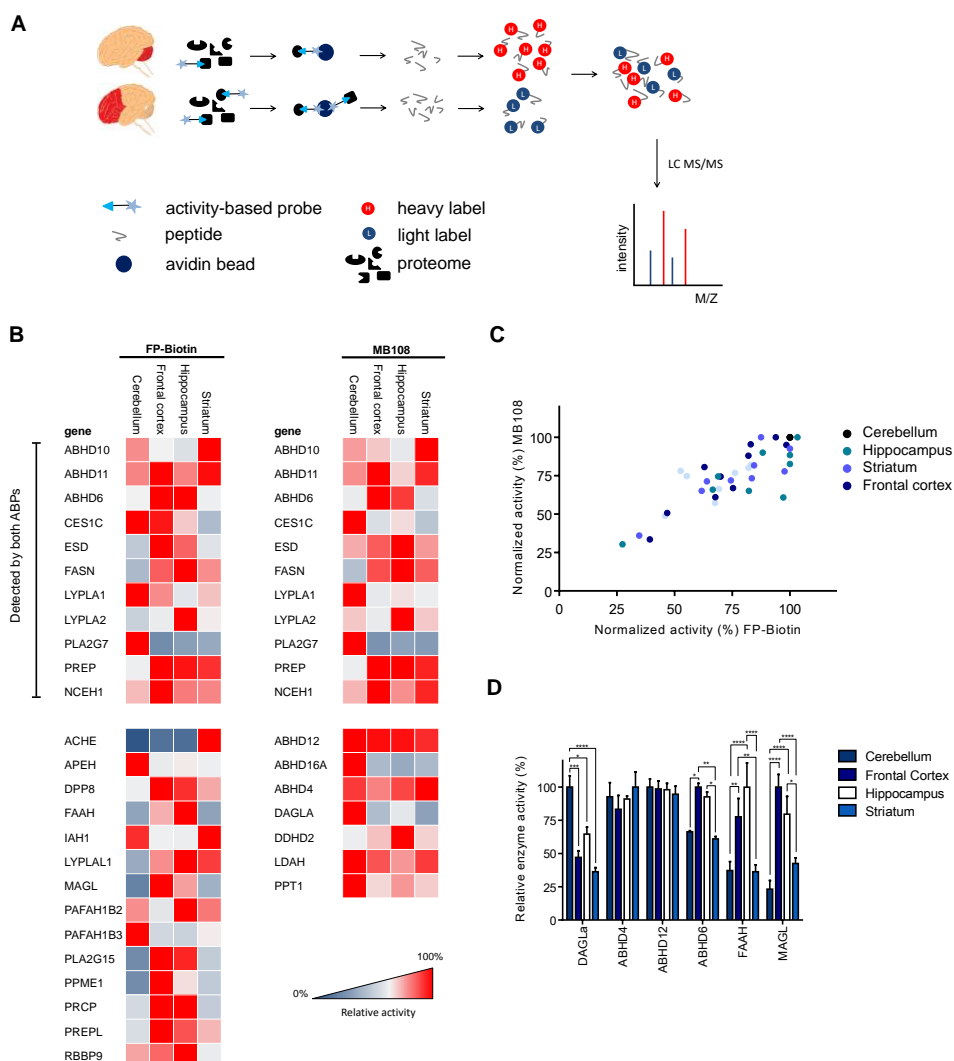 A
H H H H H H H
L L L L L
L H L H L H L H H L
LC MS/MS
activity-based probe
H heavy label
peptide
L light label
avidin bead
proteome
intensity
M/Z
B
FP-Biotin
MB108
Cerebellum
Frontal cortex
Hippocampus
Striatum
Cerebellum
Frontal cortex
Hippocampus
Striatum
Detected by both ABPs
gene
ABHD10
ABHD11
ABHD6
CES1C
ESD
FASN
LYPLA1
LYPLA2
PLA2G7
PREP
NCEH1
ACHE
APEH
DPP8
FAAH
IAH1
LYPLAL1
MAGL
PAFAH1B2
PAFAH1B3
PLA2G15
PPME1
PRCP
PREPL
RBBP9
gene
ABHD10
ABHD11
ABHD6
CES1C
ESD
FASN
LYPLA1
LYPLA2
PLA2G7
PREP
NCEH1
ABHD12
ABHD16A
ABHD4
DAGLA
DDHD2
LDAH
PPT1
100%
0%
Relative activity
C
Normalized activity (%) MB108
100
75
50
25
0
0 25 50 75 100
Normalized activity (%) FP-Biotin
Cerebellum
Hippocampus
Striatum
Frontal cortex
D
Relative enzyme activity (%)
100
75
50
25
0
**** * ***
** * *
**** **** ** **
**** **** **** *
DAGLa
ABHD4
ABHD12
ABHD6
FAAH
MAGL
Cerebellum
Frontal Cortex
Hippocampus
Striatum